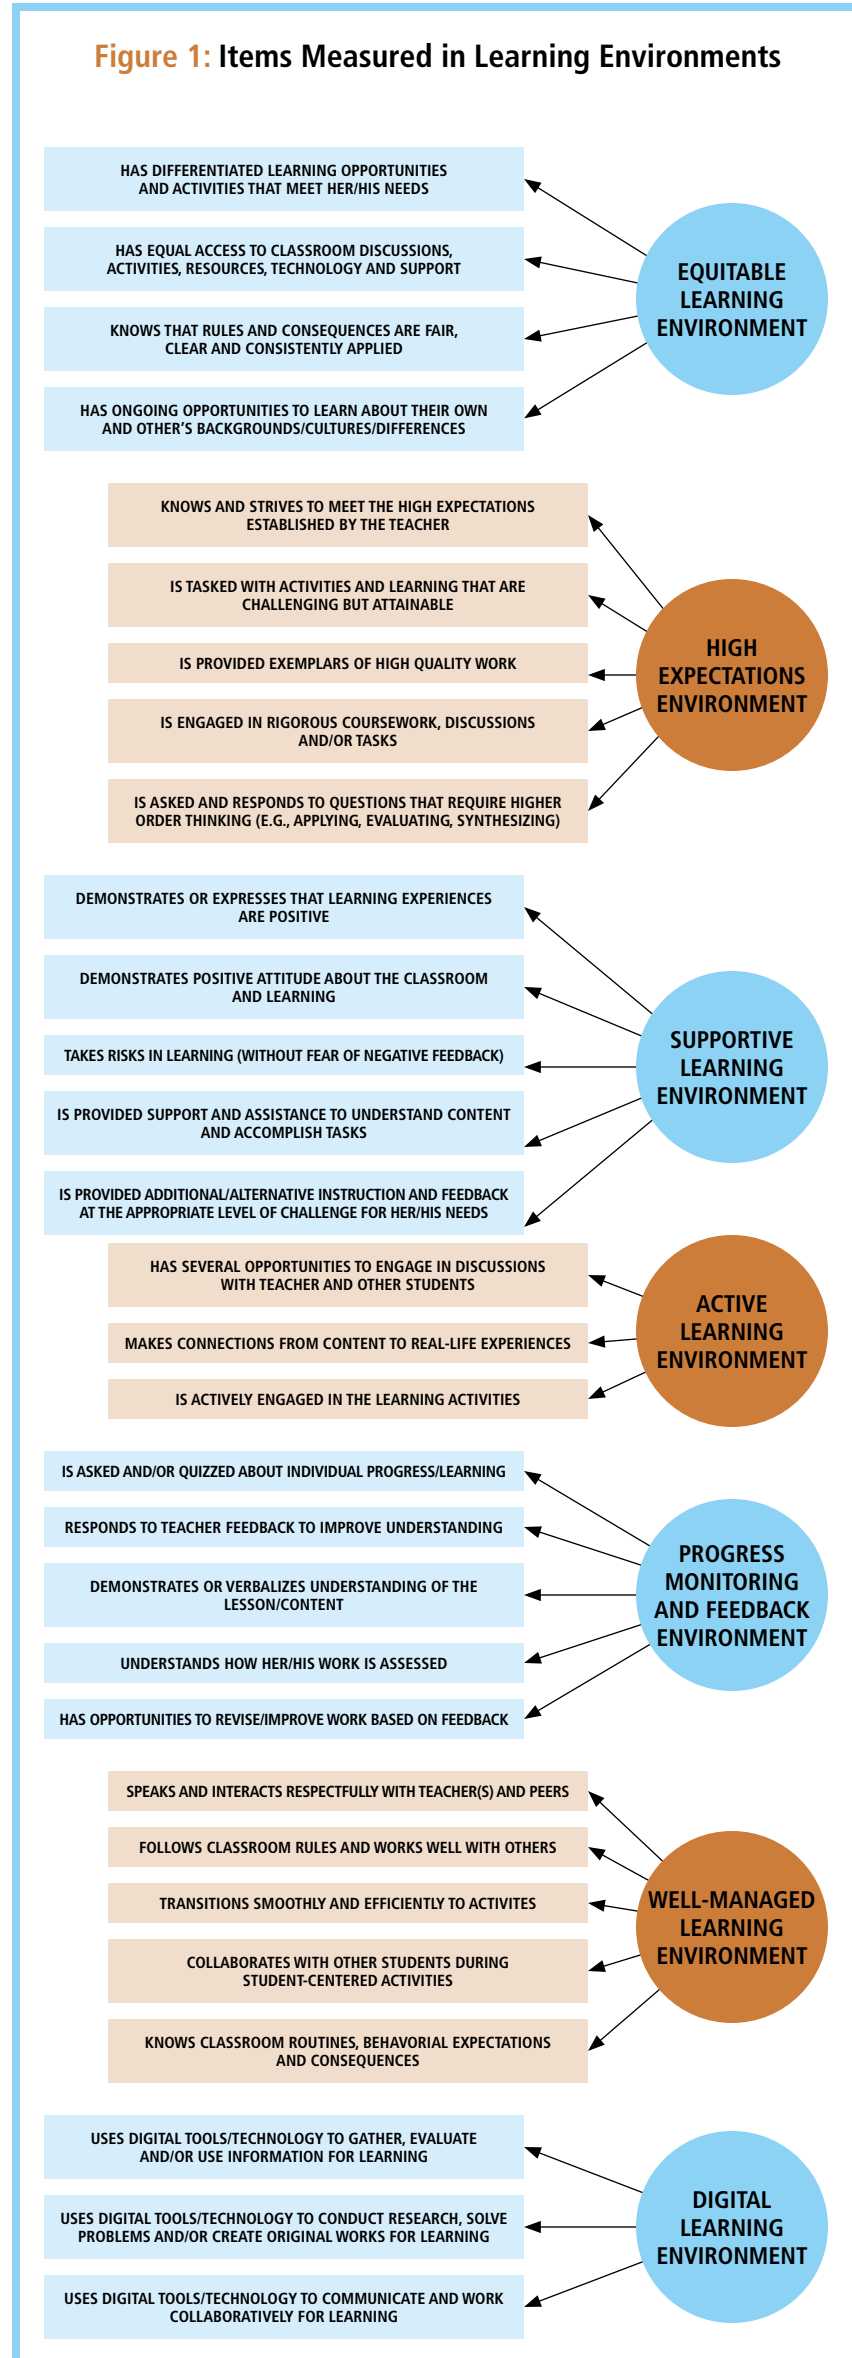 Figure 1: Items Measured in Learning Environments
HAS DIFFERENTIATED LEARNING OPPORTUNITIES
AND ACTIVITIES THAT MEET HER/HIS NEEDS
HAS EQUAL ACCESS TO CLASSROOM DISCUSSIONS,
ACTIVITIES, RESOURCES, TECHNOLOGY AND SUPPORT
KNOWS THAT RULES AND CONSEQUENCES ARE FAIR,
CLEAR AND CONSISTENTLY APPLIED
HAS ONGOING OPPORTUNITIES TO LEARN ABOUT THEIR OWN
AND OTHER'S BACKGROUNDS/CULTURES/DIFFERENCES
EQUITABLE
LEARNING
ENVIRONMENT
KNOWS AND STRIVES TO MEET THE HIGH EXPECTATIONS
ESTABLISHED BY THE TEACHER
IS TASKED WITH ACTIVITIES AND LEARNING THAT ARE
CHALLENGING BUT ATTAINABLE
IS PROVIDED EXEMPLARS OF HIGH QUALITY WORK
IS ENGAGED IN RIGOROUS COURSEWORK, DISCUSSIONS
AND/OR TASKS
IS ASKED AND RESPONDS TO QUESTIONS THAT REQUIRE HIGHER
ORDER THINKING (E.G., APPLYING, EVALUATING, SYNTHESIZING)
HIGH
EXPECTATIONS
ENVIRONMENT
DEMONSTRATES OR EXPRESSES THAT LEARNING EXPERIENCES
ARE POSITIVE
DEMONSTRATES POSITIVE ATTITUDE ABOUT THE CLASSROOM
AND LEARNING
TAKES RISKS IN LEARNING (WITHOUT FEAR OF NEGATIVE FEEDBACK)
IS PROVIDED SUPPORT AND ASSISTANCE TO UNDERSTAND CONTENT
AND ACCOMPLISH TASKS
IS PROVIDED ADDITIONAL/ALTERNATIVE INSTRUCTION AND FEEDBACK
AT THE APPROPRIATE LEVEL OF CHALLENGE FOR HER/HIS NEEDS
SUPPORTIVE
LEARNING
ENVIRONMENT
HAS SEVERAL OPPORTUNITIES TO ENGAGE IN DISCUSSIONS
WITH TEACHER AND OTHER STUDENTS
MAKES CONNECTIONS FROM CONTENT TO REAL-LIFE EXPERIENCES
IS ACTIVELY ENGAGED IN THE LEARNING ACTIVITIES
ACTIVE
LEARNING
ENVIRONMENT
IS ASKED AND/OR QUIZZED ABOUT INDIVIDUAL PROGRESS/LEARNING
RESPONDS TO TEACHER FEEDBACK TO IMPROVE UNDERSTANDING
DEMONSTRATES OR VERBALIZES UNDERSTANDING OF THE
LESSON/CONTENT
UNDERSTANDS HOW HER/HIS WORK IS ASSESSED
HAS OPPORTUNITIES TO REVISE/IMPROVE WORK BASED ON FEEDBACK
PROGRESS
MONITORING
AND FEEDBACK
ENVIRONMENT
SPEAKS AND INTERACTS RESPECTFULLY WITH TEACHER(S) AND PEERS
FOLLOWS CLASSROOM RULES AND WORKS WELL WITH OTHERS
TRANSITIONS SMOOTHLY AND EFFICIENTLY TO ACTIVITES
COLLABORATES WITH OTHER STUDENTS DURING
STUDENT-CENTERED ACTIVITIES
KNOWS CLASSROOM ROUTINES, BEHAVORIAL EXPECTATIONS
AND CONSEQUENCES
WELL-MANAGED
LEARNING
ENVIRONMENT
USES DIGITAL TOOLS/TECHNOLOGY TO GATHER, EVALUATE
AND/OR USE INFORMATION FOR LEARNING
USES DIGITAL TOOLS/TECHNOLOGY TO CONDUCT RESEARCH, SOLVE
PROBLEMS AND/OR CREATE ORIGINAL WORKS FOR LEARNING
USES DIGITAL TOOLS/TECHNOLOGY TO COMMUNICATE AND WORK
COLLABORATIVELY FOR LEARNING
DIGITAL
LEARNING
ENVIRONMENT